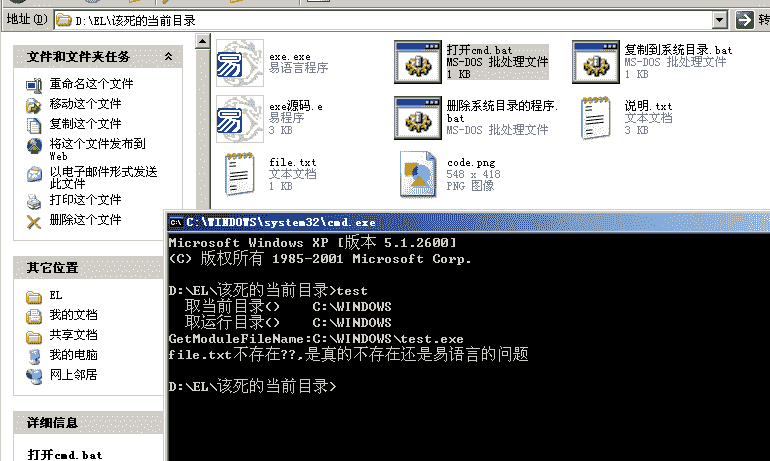 地址(D) D:\EL\该死的当前目录 转
文件和文件夹任务
重命名这个文件
移动这个文件
复制这个文件
将这个文件发布到
Web
以电子邮件形式发送
此文件
打印这个文件
删除这个文件
其它位置
EL
我的文档
共享文档
我的电脑
网上邻居
详细信息
打开cmd.bat
exe.exe
易语言程序
打开cmd.bat
MS-DOS 批处理文件
1 KB
复制到系统目录.bat
MS-DOS 批处理文件
1 KB
exe源码.e
易程序
3 KB
删除系统目录的程序.
bat
MS-DOS 批处理文件
说明.txt
文本文档
3 KB
file.txt
文本文档
1 KB
code.png
548 x 418
PNG 图像
C:\WINDOWS\system32\cmd.exe
Microsoft Windows XP [版本 5.1.2600]
(C) 版权所有 1985-2001 Microsoft Corp.
D:\EL\该死的当前目录>test
取当前目录() C:\WINDOWS
取运行目录() C:\WINDOWS
GetModuleFileName:C:\WINDOWS\test.exe
file.txt不存在??,是真的不存在还是易语言的问题
D:\EL\该死的当前目录>